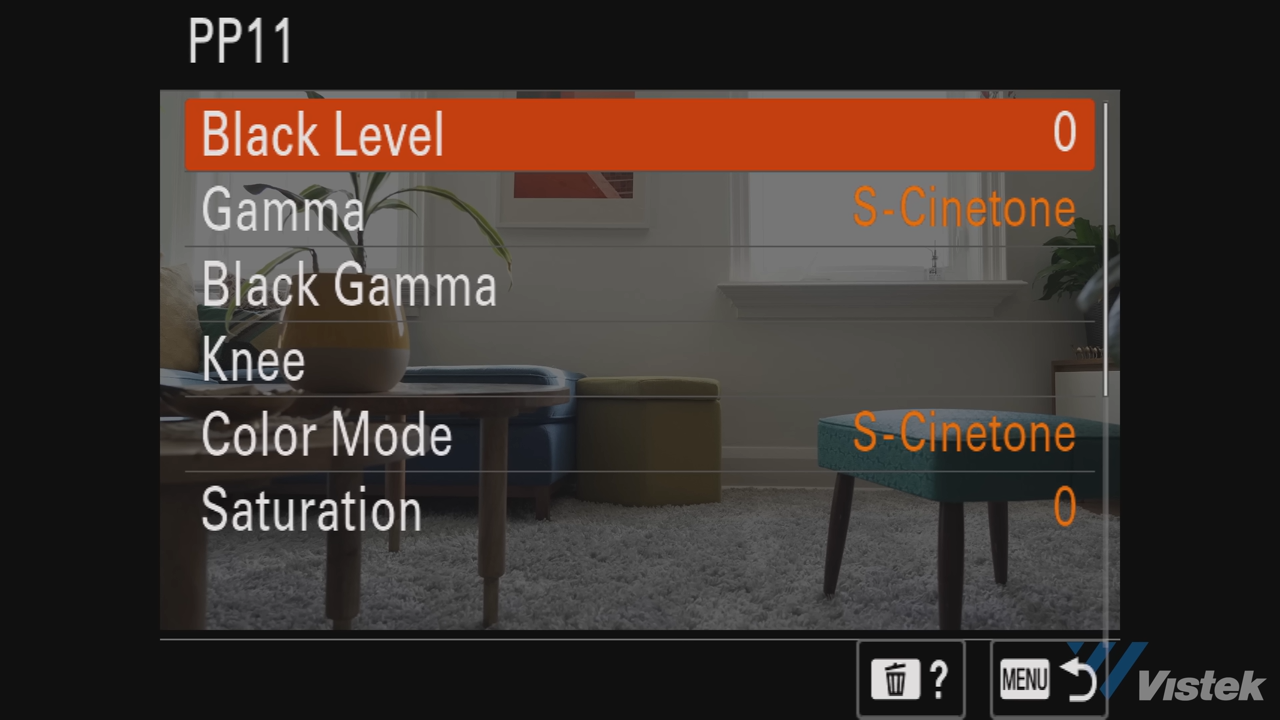 PP11
Black Level 0
Gamma S-Cinetone
Black Gamma
Knee
Color Mode S-Cinetone
Saturation 0
? MENU
Vistek